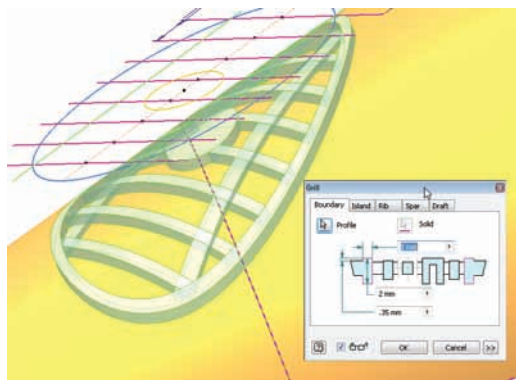 Grill
Boundary Island Rib Spar Draft
Profile Solid
2 mm
.35 mm
OK Cancel >>